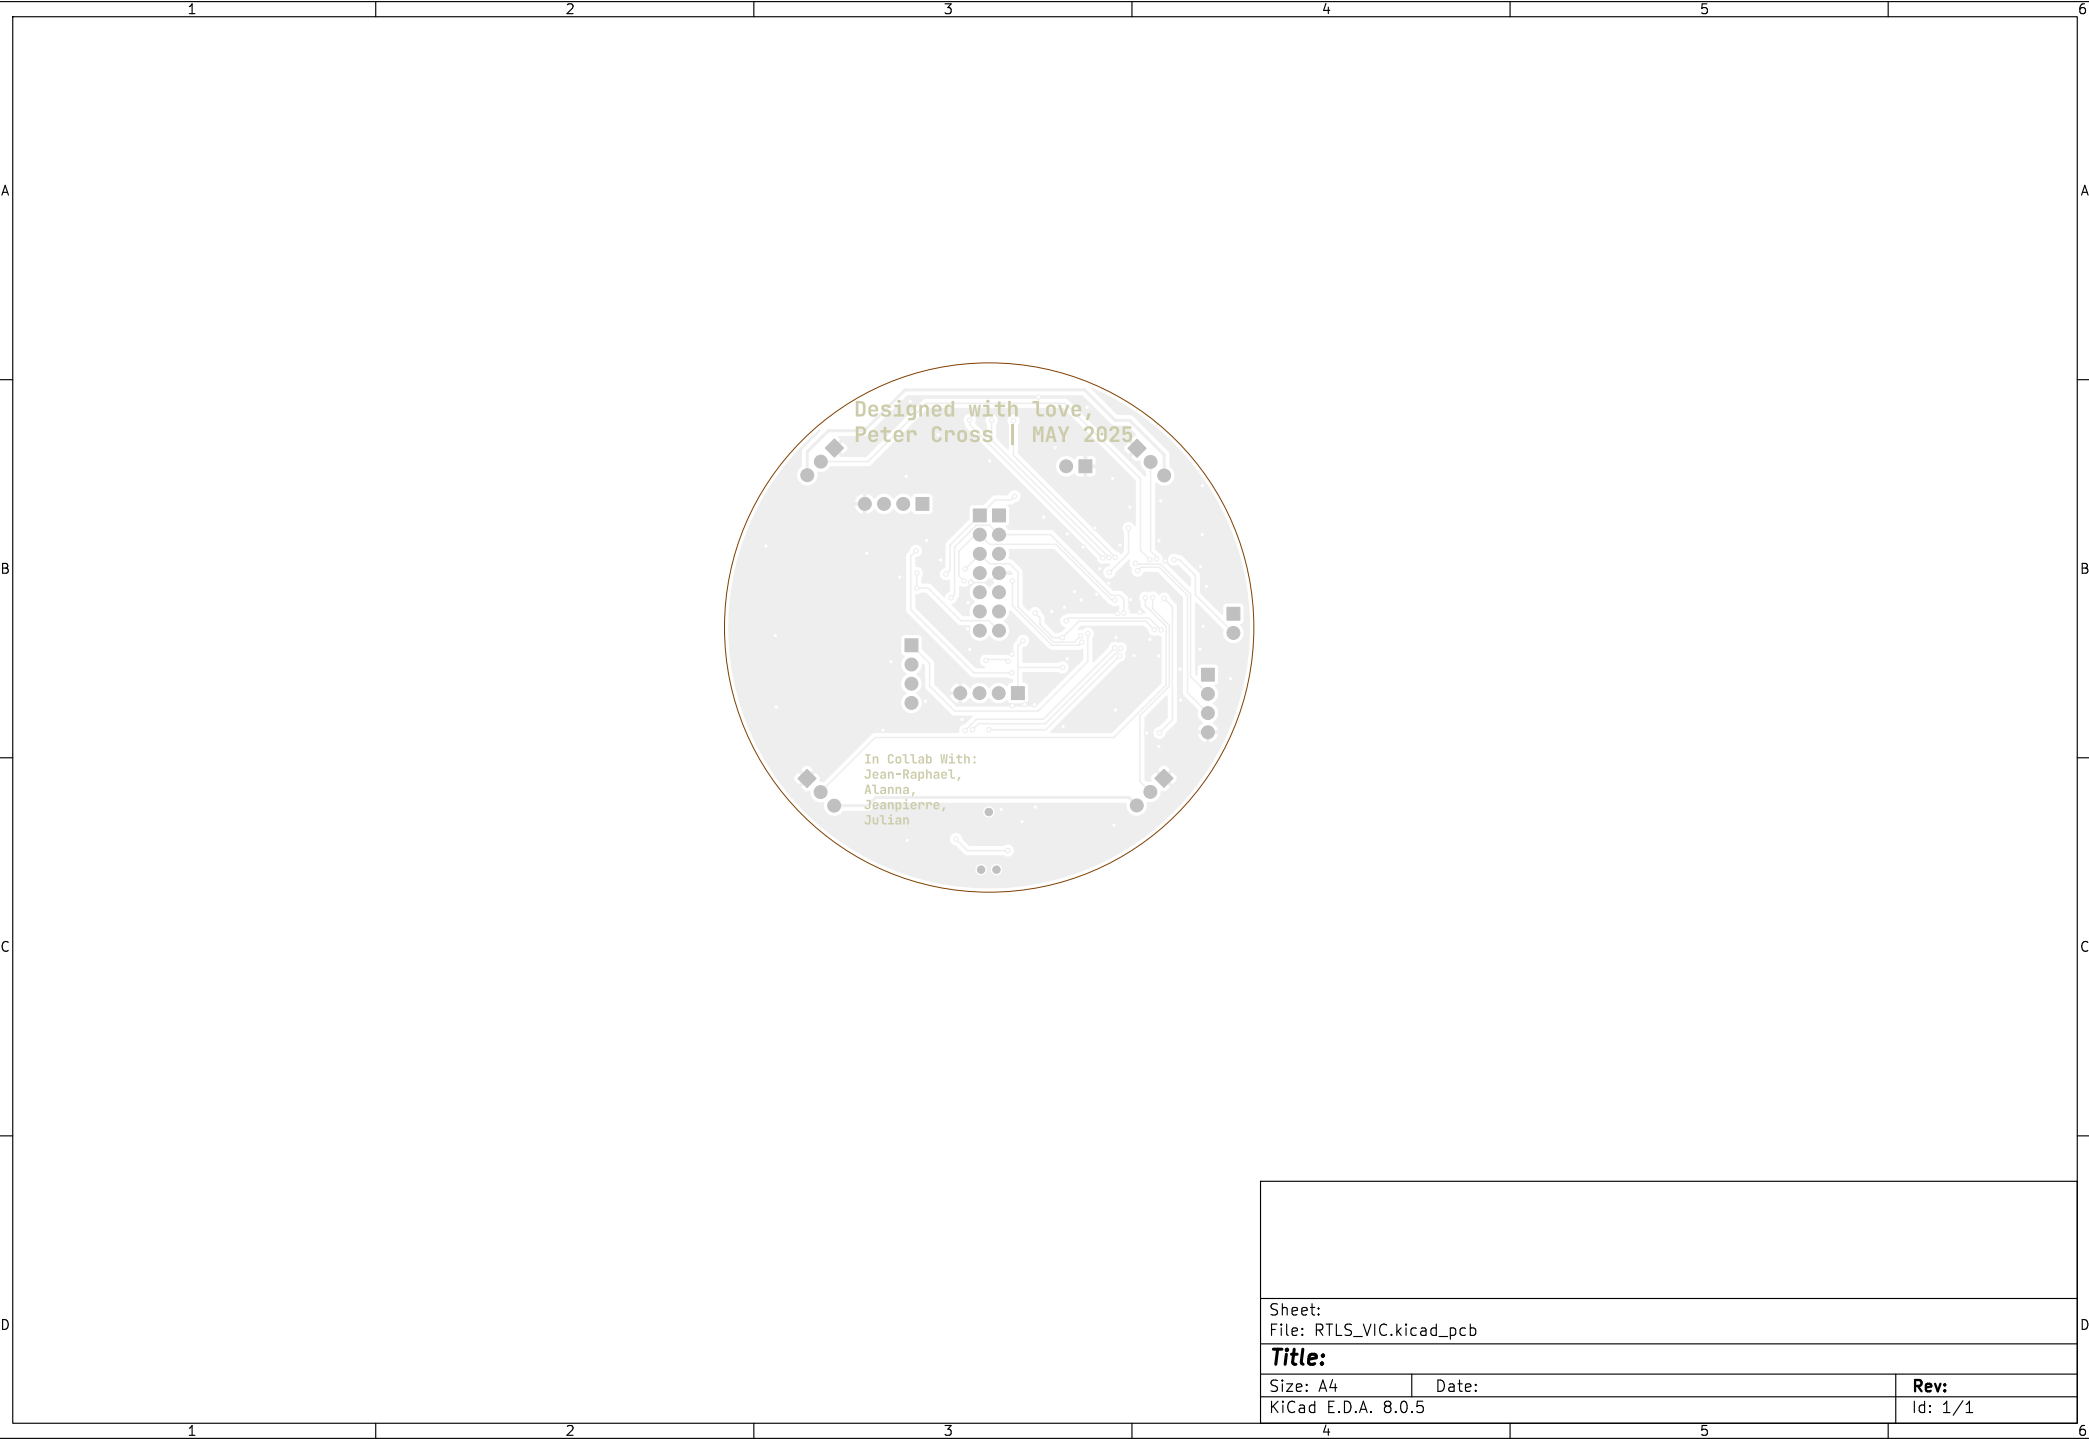 1 2 3 4 5 6
A A
Designed with love,
Peter Cross | MAY 2025
B B
In Collab With:
Jean-Raphael,
Alanna,
Jeanpierre,
Julian
C C
Sheet:
File: RTLS_VIC.kicad_pcb
D D
Title:
Size: A4 Date: Rev:
KiCad E.D.A. 8.0.5 Id: 1/1
1 2 3 4 5 6